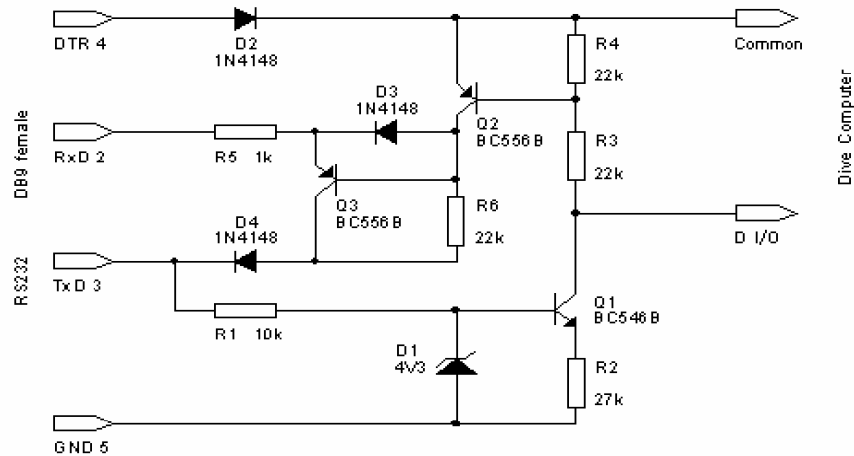 DTR 4
D2
1N4148
R4
22k
Common
D3
1N4148
Q2
BC556B
RxD 2
R5 1k
R3
22k
Q3
BC556B
R6
22k
D4
1N4148
D I/O
TxD 3
R1 10k
Q1
BC546B
D1
4V3
R2
27k
GND 5
DB9 female
RS232
Dive Computer